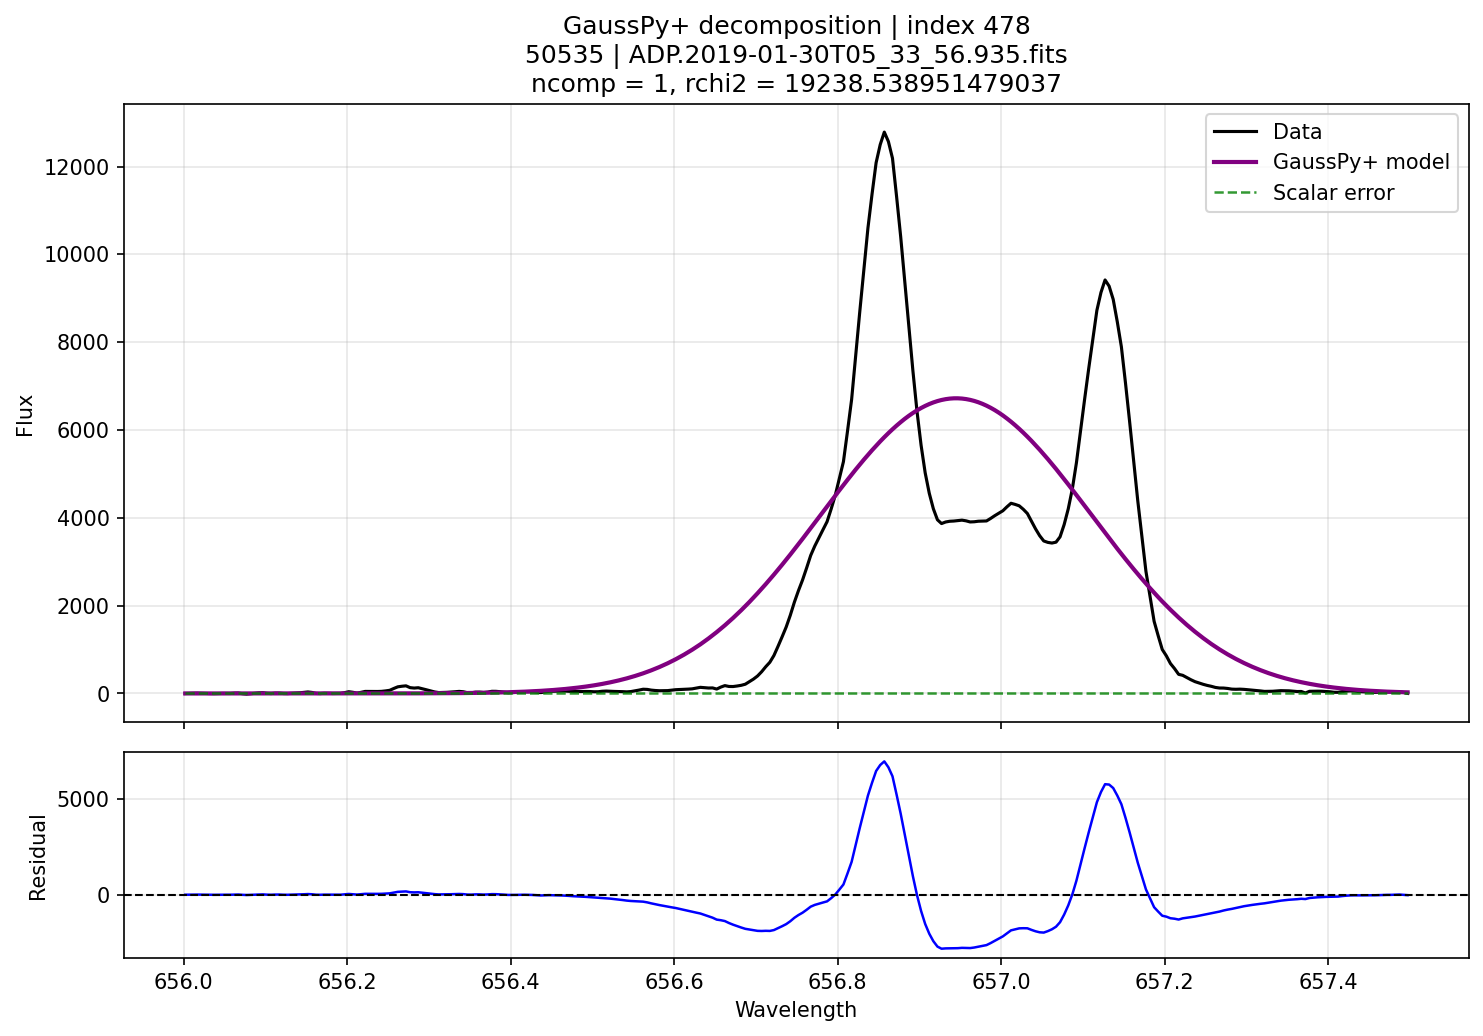 GaussPy+ decomposition | index 478
50535 | ADP.2019-01-30T05_33_56.935.fits
ncomp = 1, rchi2 = 19238.538951479037
Data
GaussPy+ model
Scalar error
12000
10000
8000
6000
4000
2000
0
Flux
5000
0
Residual
656.0 656.2 656.4 656.6 656.8 657.0 657.2 657.4
Wavelength